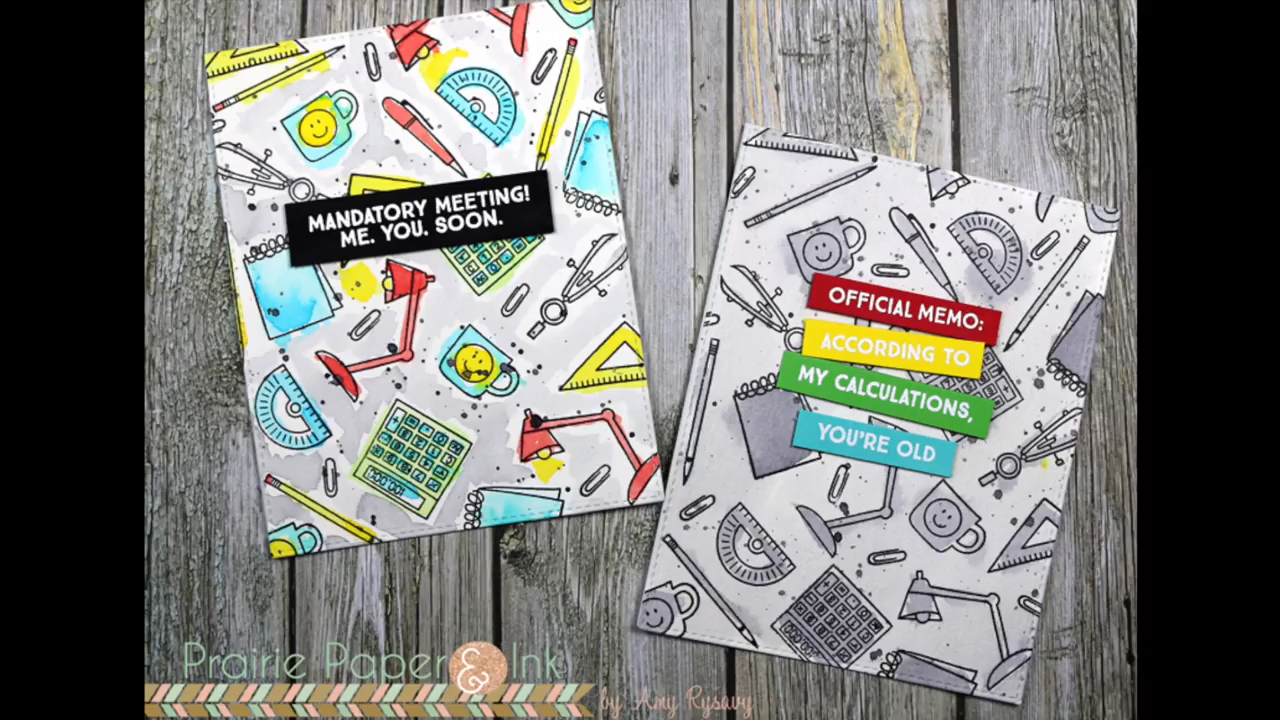 MANDATORY MEETING!
ME. YOU. SOON.
OFFICIAL MEMO:
ACCORDING TO
MY CALCULATIONS,
YOU'RE OLD
Prairie Paper & Ink
by Amy Rysavy